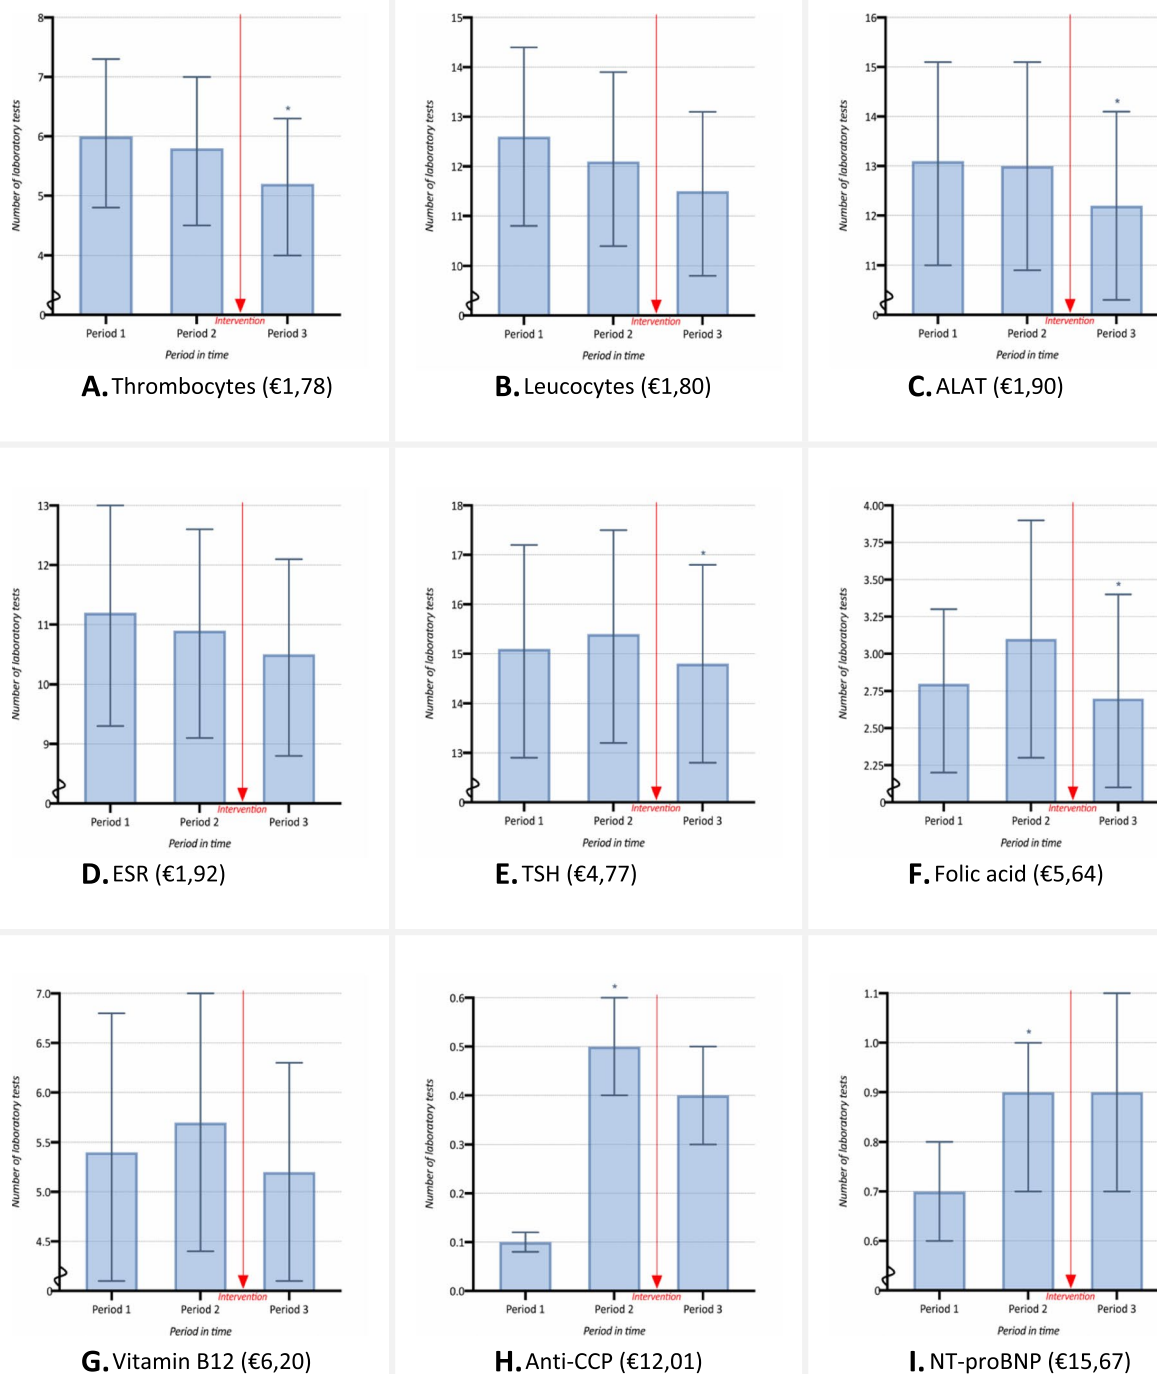 8
7
6
5
4
0
Number of laboratory tests
*
Intervention
Period 1
Period 2
Period 3
Period in time
A. Thrombocytes (€1,78)
15
14
13
12
11
10
0
Number of laboratory tests
Intervention
Period 1
Period 2
Period 3
Period in time
B. Leucocytes (€1,80)
16
15
14
13
12
11
0
Number of laboratory tests
*
Intervention
Period 1
Period 2
Period 3
Period in time
C. ALAT (€1,90)
13
12
11
10
9
0
Number of laboratory tests
Intervention
Period 1
Period 2
Period 3
Period in time
D. ESR (€1,92)
18
17
16
15
14
13
0
Number of laboratory tests
*
Intervention
Period 1
Period 2
Period 3
Period in time
E. TSH (€4,77)
4.00
3.75
3.50
3.25
3.00
2.75
2.50
2.25
0
Number of laboratory tests
*
Intervention
Period 1
Period 2
Period 3
Period in time
F. Folic acid (€5,64)
7.0
6.5
6.0
5.5
5.0
4.5
0
Number of laboratory tests
Intervention
Period 1
Period 2
Period 3
Period in time
G. Vitamin B12 (€6,20)
0.6
0.5
0.4
0.3
0.2
0.1
0.0
Number of laboratory tests
*
Intervention
Period 1
Period 2
Period 3
Period in time
H. Anti-CCP (€12,01)
1.1
1.0
0.9
0.8
0.7
0.6
0
Number of laboratory tests
*
Intervention
Period 1
Period 2
Period 3
Period in time
I. NT-proBNP (€15,67)